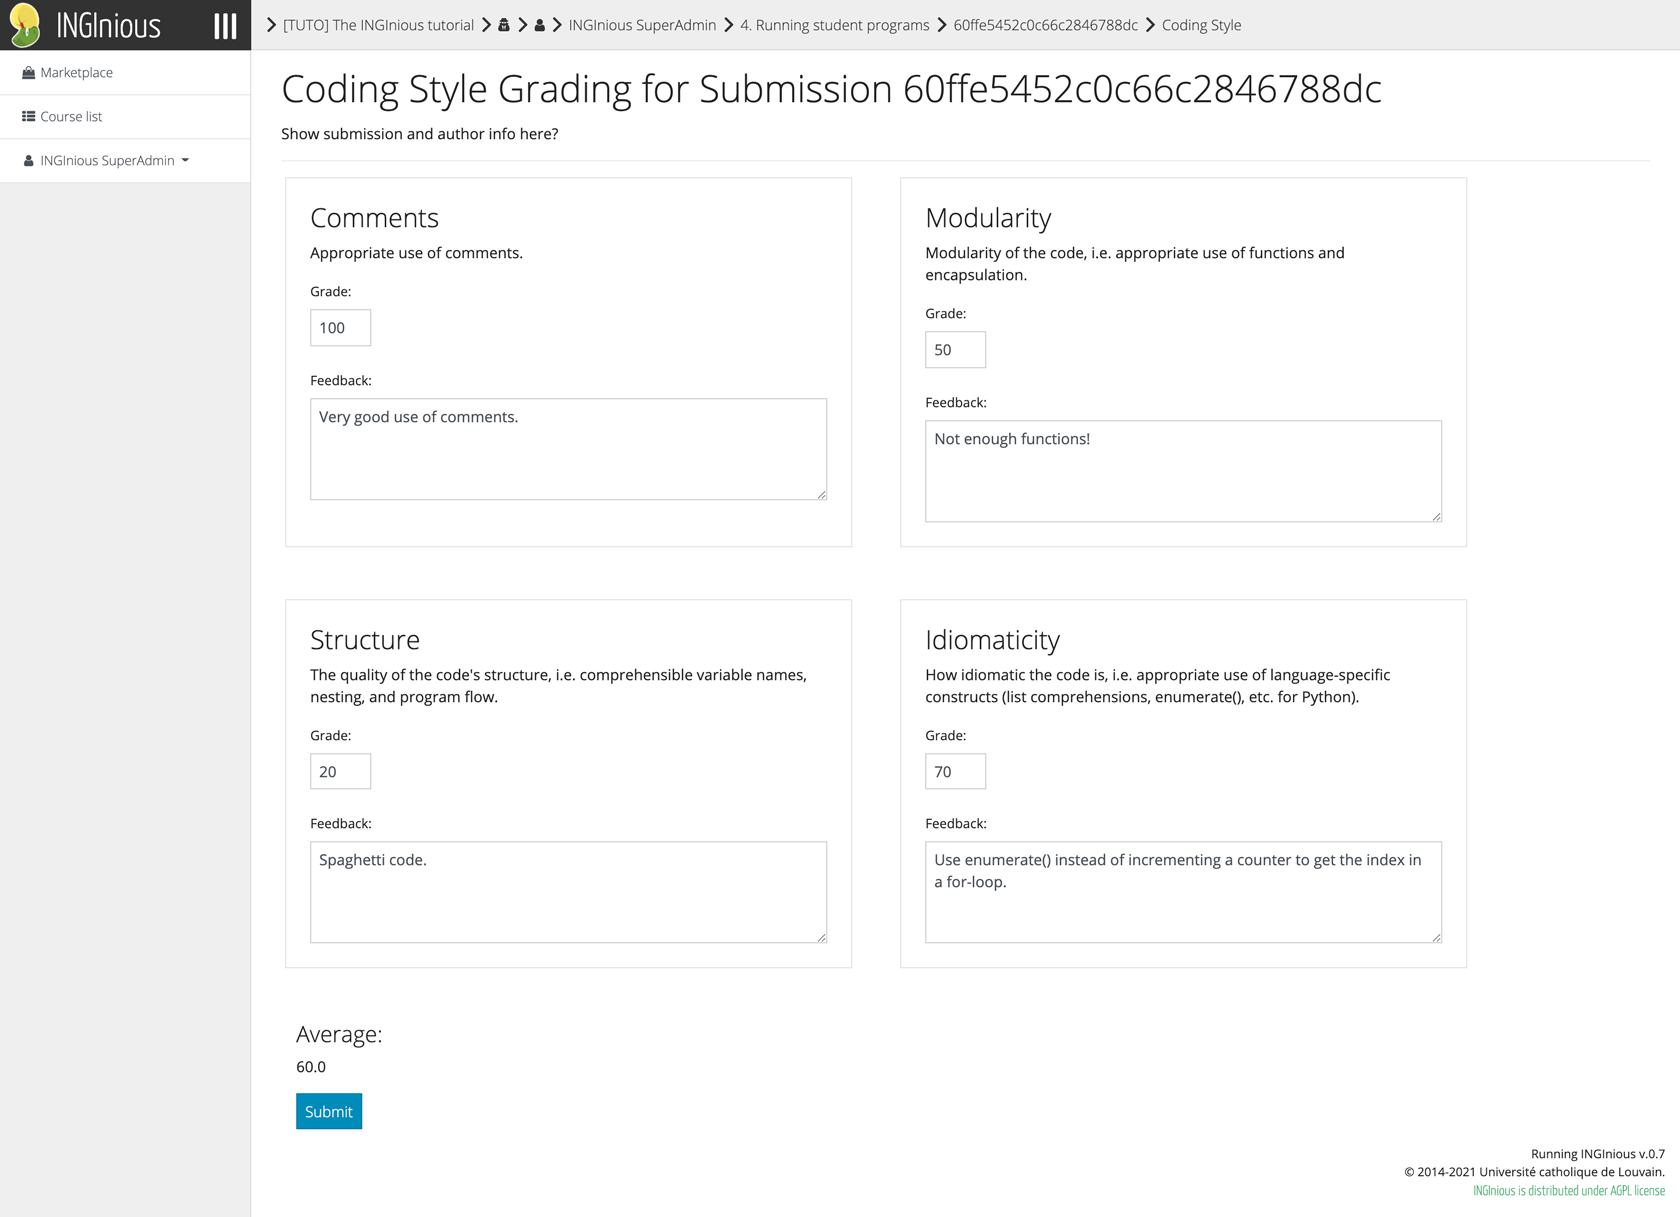 INGInious
[TUTO] The INGInious tutorial INGInious SuperAdmin 4. Running student programs 60ffe5452c0c66c2846788dc Coding Style
Marketplace
Course list
INGInious SuperAdmin
Coding Style Grading for Submission 60ffe5452c0c66c2846788dc
Show submission and author info here?
Comments
Appropriate use of comments.
Grade:
100
Feedback:
Very good use of comments.
Modularity
Modularity of the code, i.e. appropriate use of functions and
encapsulation.
Grade:
50
Feedback:
Not enough functions!
Structure
The quality of the code's structure, i.e. comprehensible variable names,
nesting, and program flow.
Grade:
20
Feedback:
Spaghetti code.
Idiomaticity
How idiomatic the code is, i.e. appropriate use of language-specific
constructs (list comprehensions, enumerate(), etc. for Python).
Grade:
70
Feedback:
Use enumerate() instead of incrementing a counter to get the index in
a for-loop.
Average:
60.0
Submit
Running INGInious v.0.7
© 2014-2021 Université catholique de Louvain.
INGInious is distributed under AGPL license